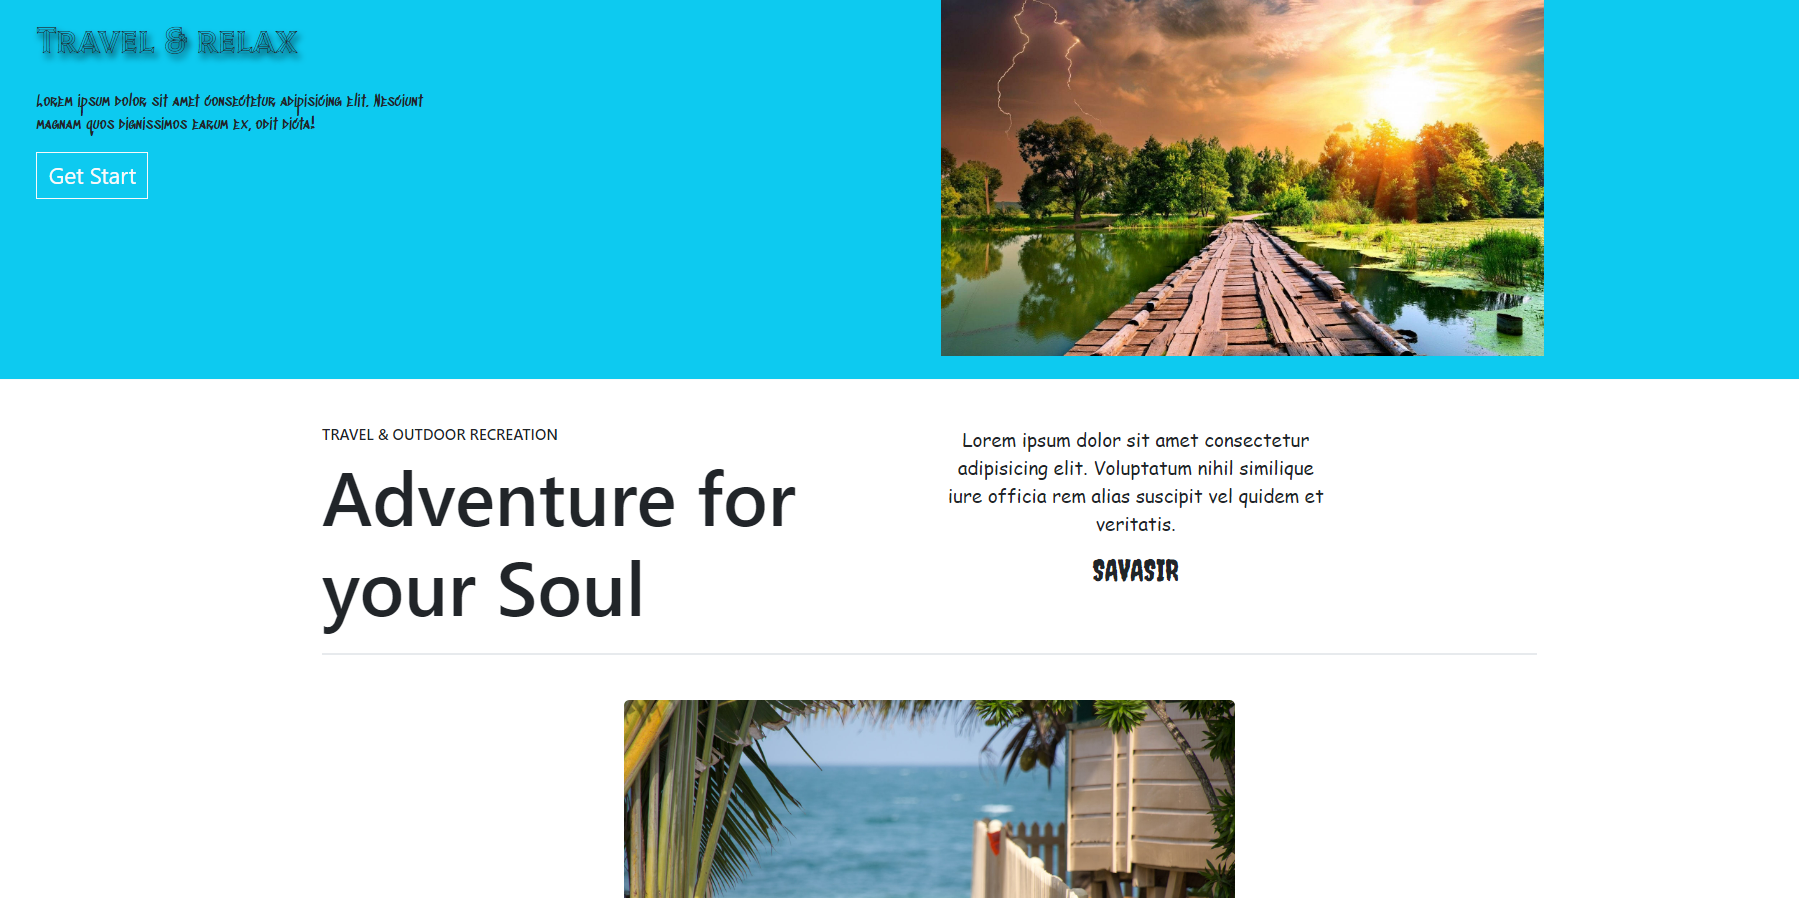 Travel & relax
Lorem ipsum dolor sit amet consectetur adipisicing elit. Nesciunt
magnam quos dignissimos earum ex, odit dicta!
Get Start
TRAVEL & OUTDOOR RECREATION
Adventure for
your Soul
Lorem ipsum dolor sit amet consectetur
adipisicing elit. Voluptatum nihil similique
iure officia rem alias suscipit vel quidem et
veritatis.
SAVASIR